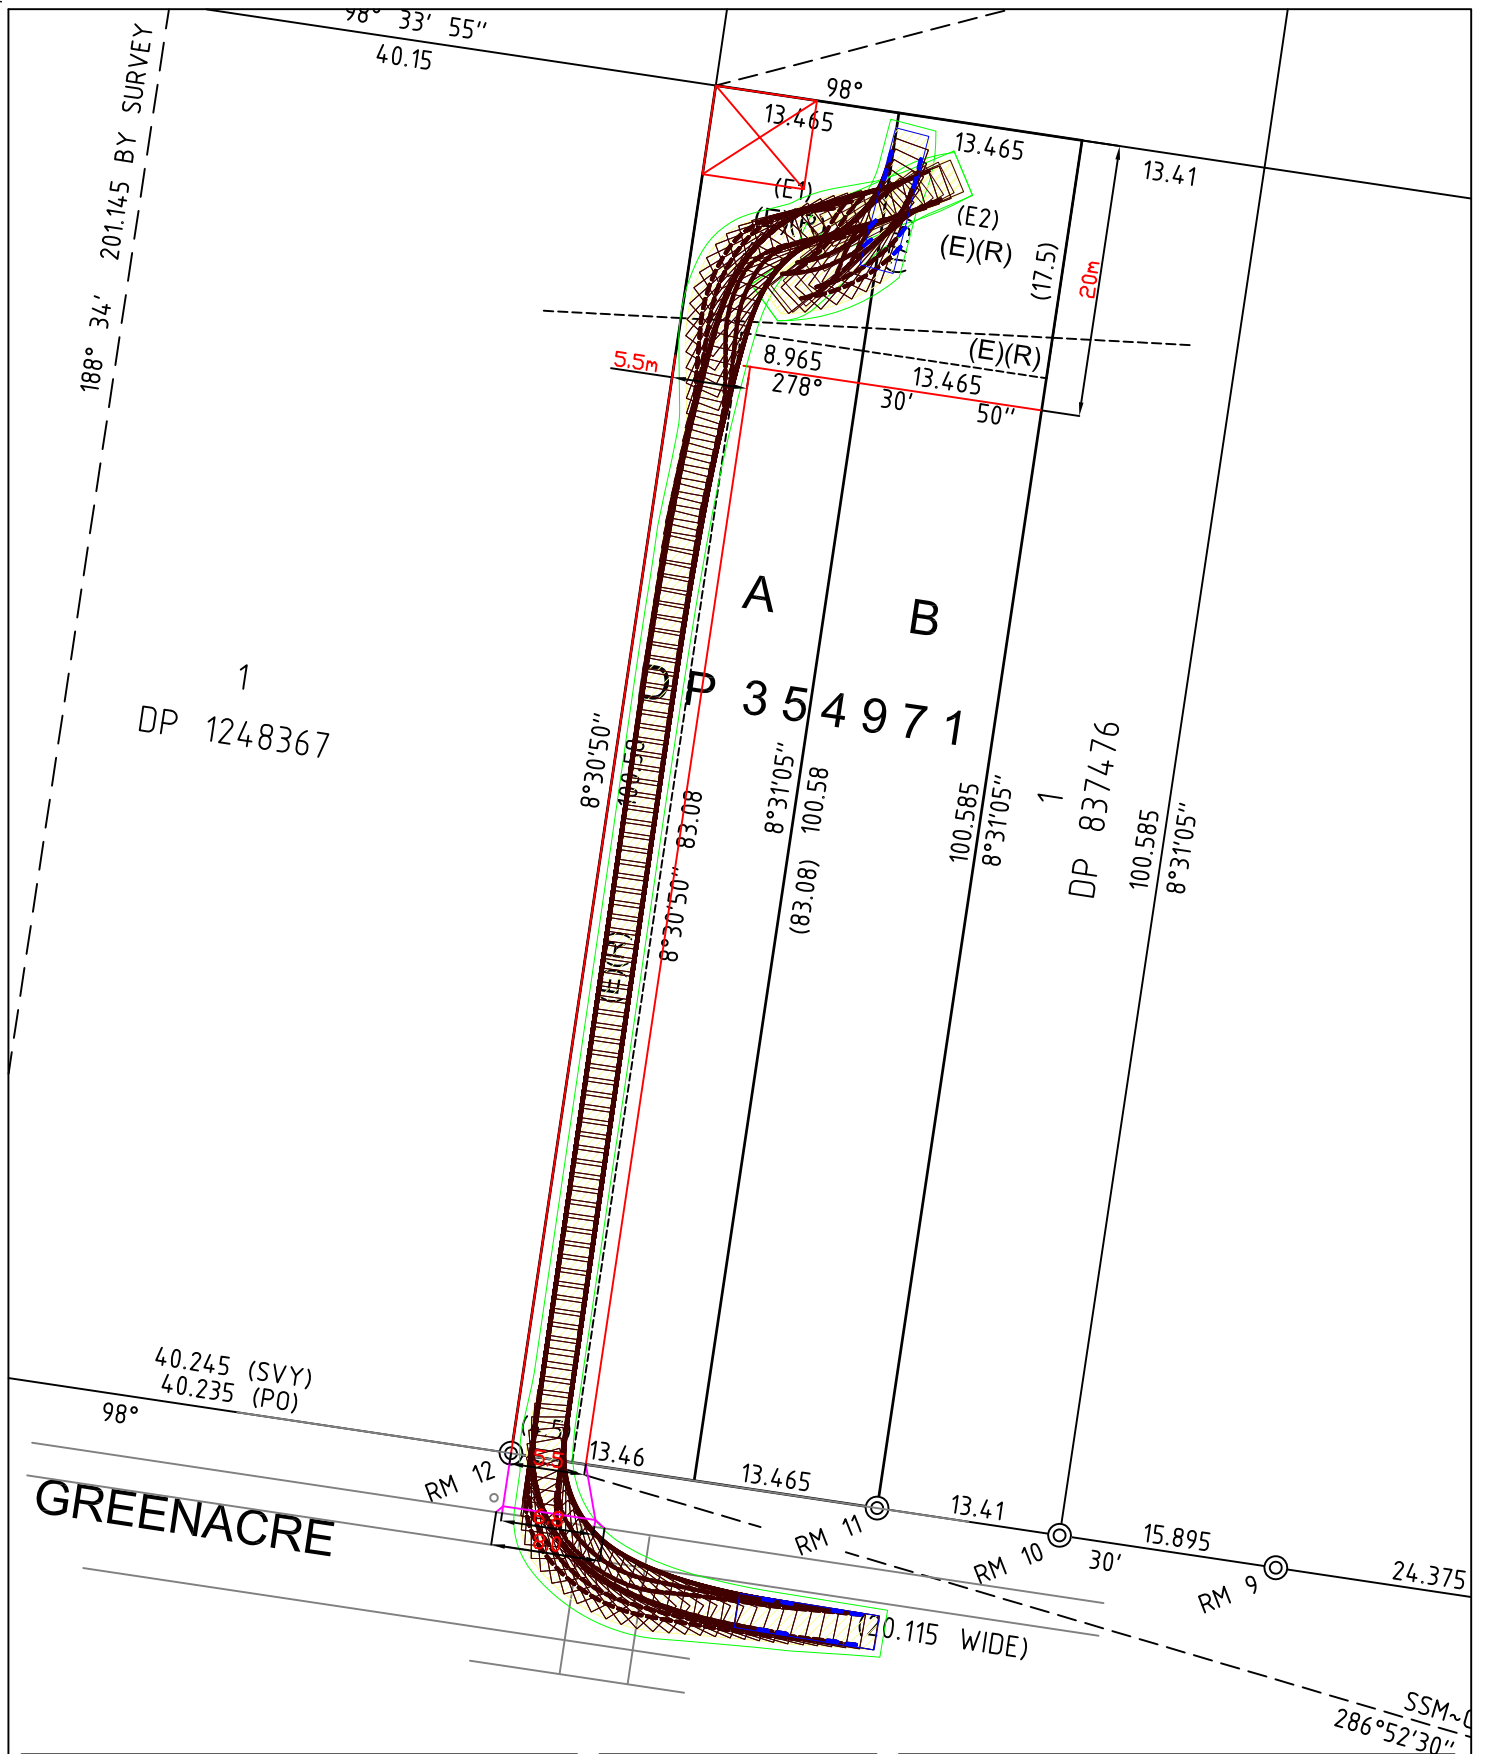 98° 33' 55"
40.15
188° 34' 201.145 BY SURVEY
98°
13.465
13.465
13.41
(E1)
(E2)
(E)(R)
(17.5)
20m
(E)(R)
5.5m
8.965
13.465
278° 30' 50"
A
B
DP 354971
1
DP 1248367
8°30'50"
100.58
8°30'50" 83.08
8°31'05" 100.58
(83.08)
100.585
8°31'05"
1
DP 837476
100.585
8°31'05"
(E)(R)
40.245 (SVY)
40.235 (PO)
98°
RM 12
5.5
13.46
13.465
RM 11
13.41
RM 10
30'
15.895
RM 9
24.375
GREENACRE
(20.115 WIDE)
286°52'30"